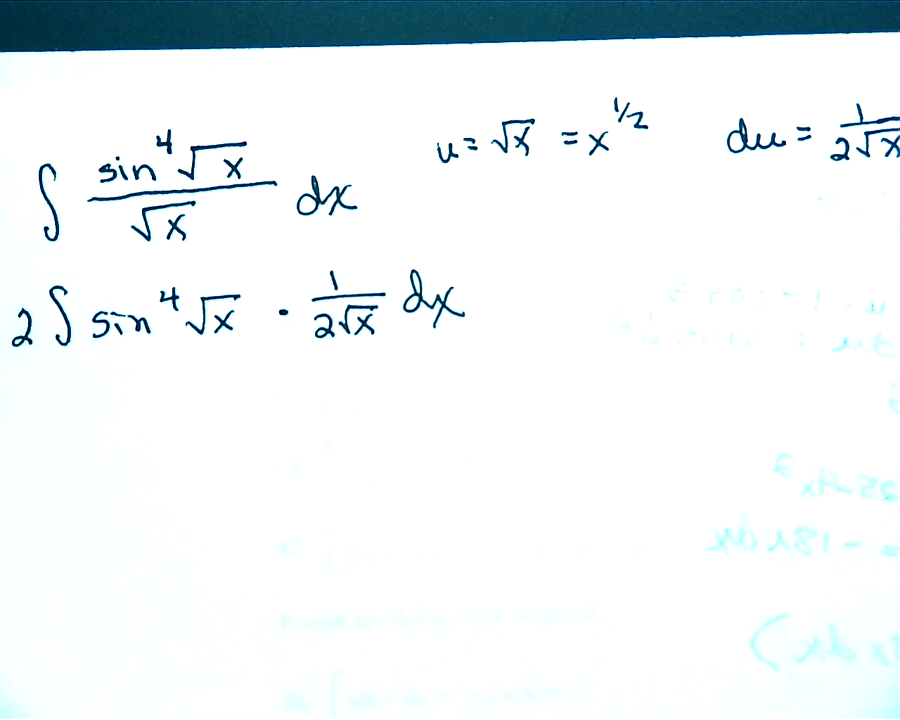 ∫ sin⁴√x / √x dx    u = √x = x^{1/2}    du = 1/(2√x)
2 ∫ sin⁴√x · 1/(2√x) dx